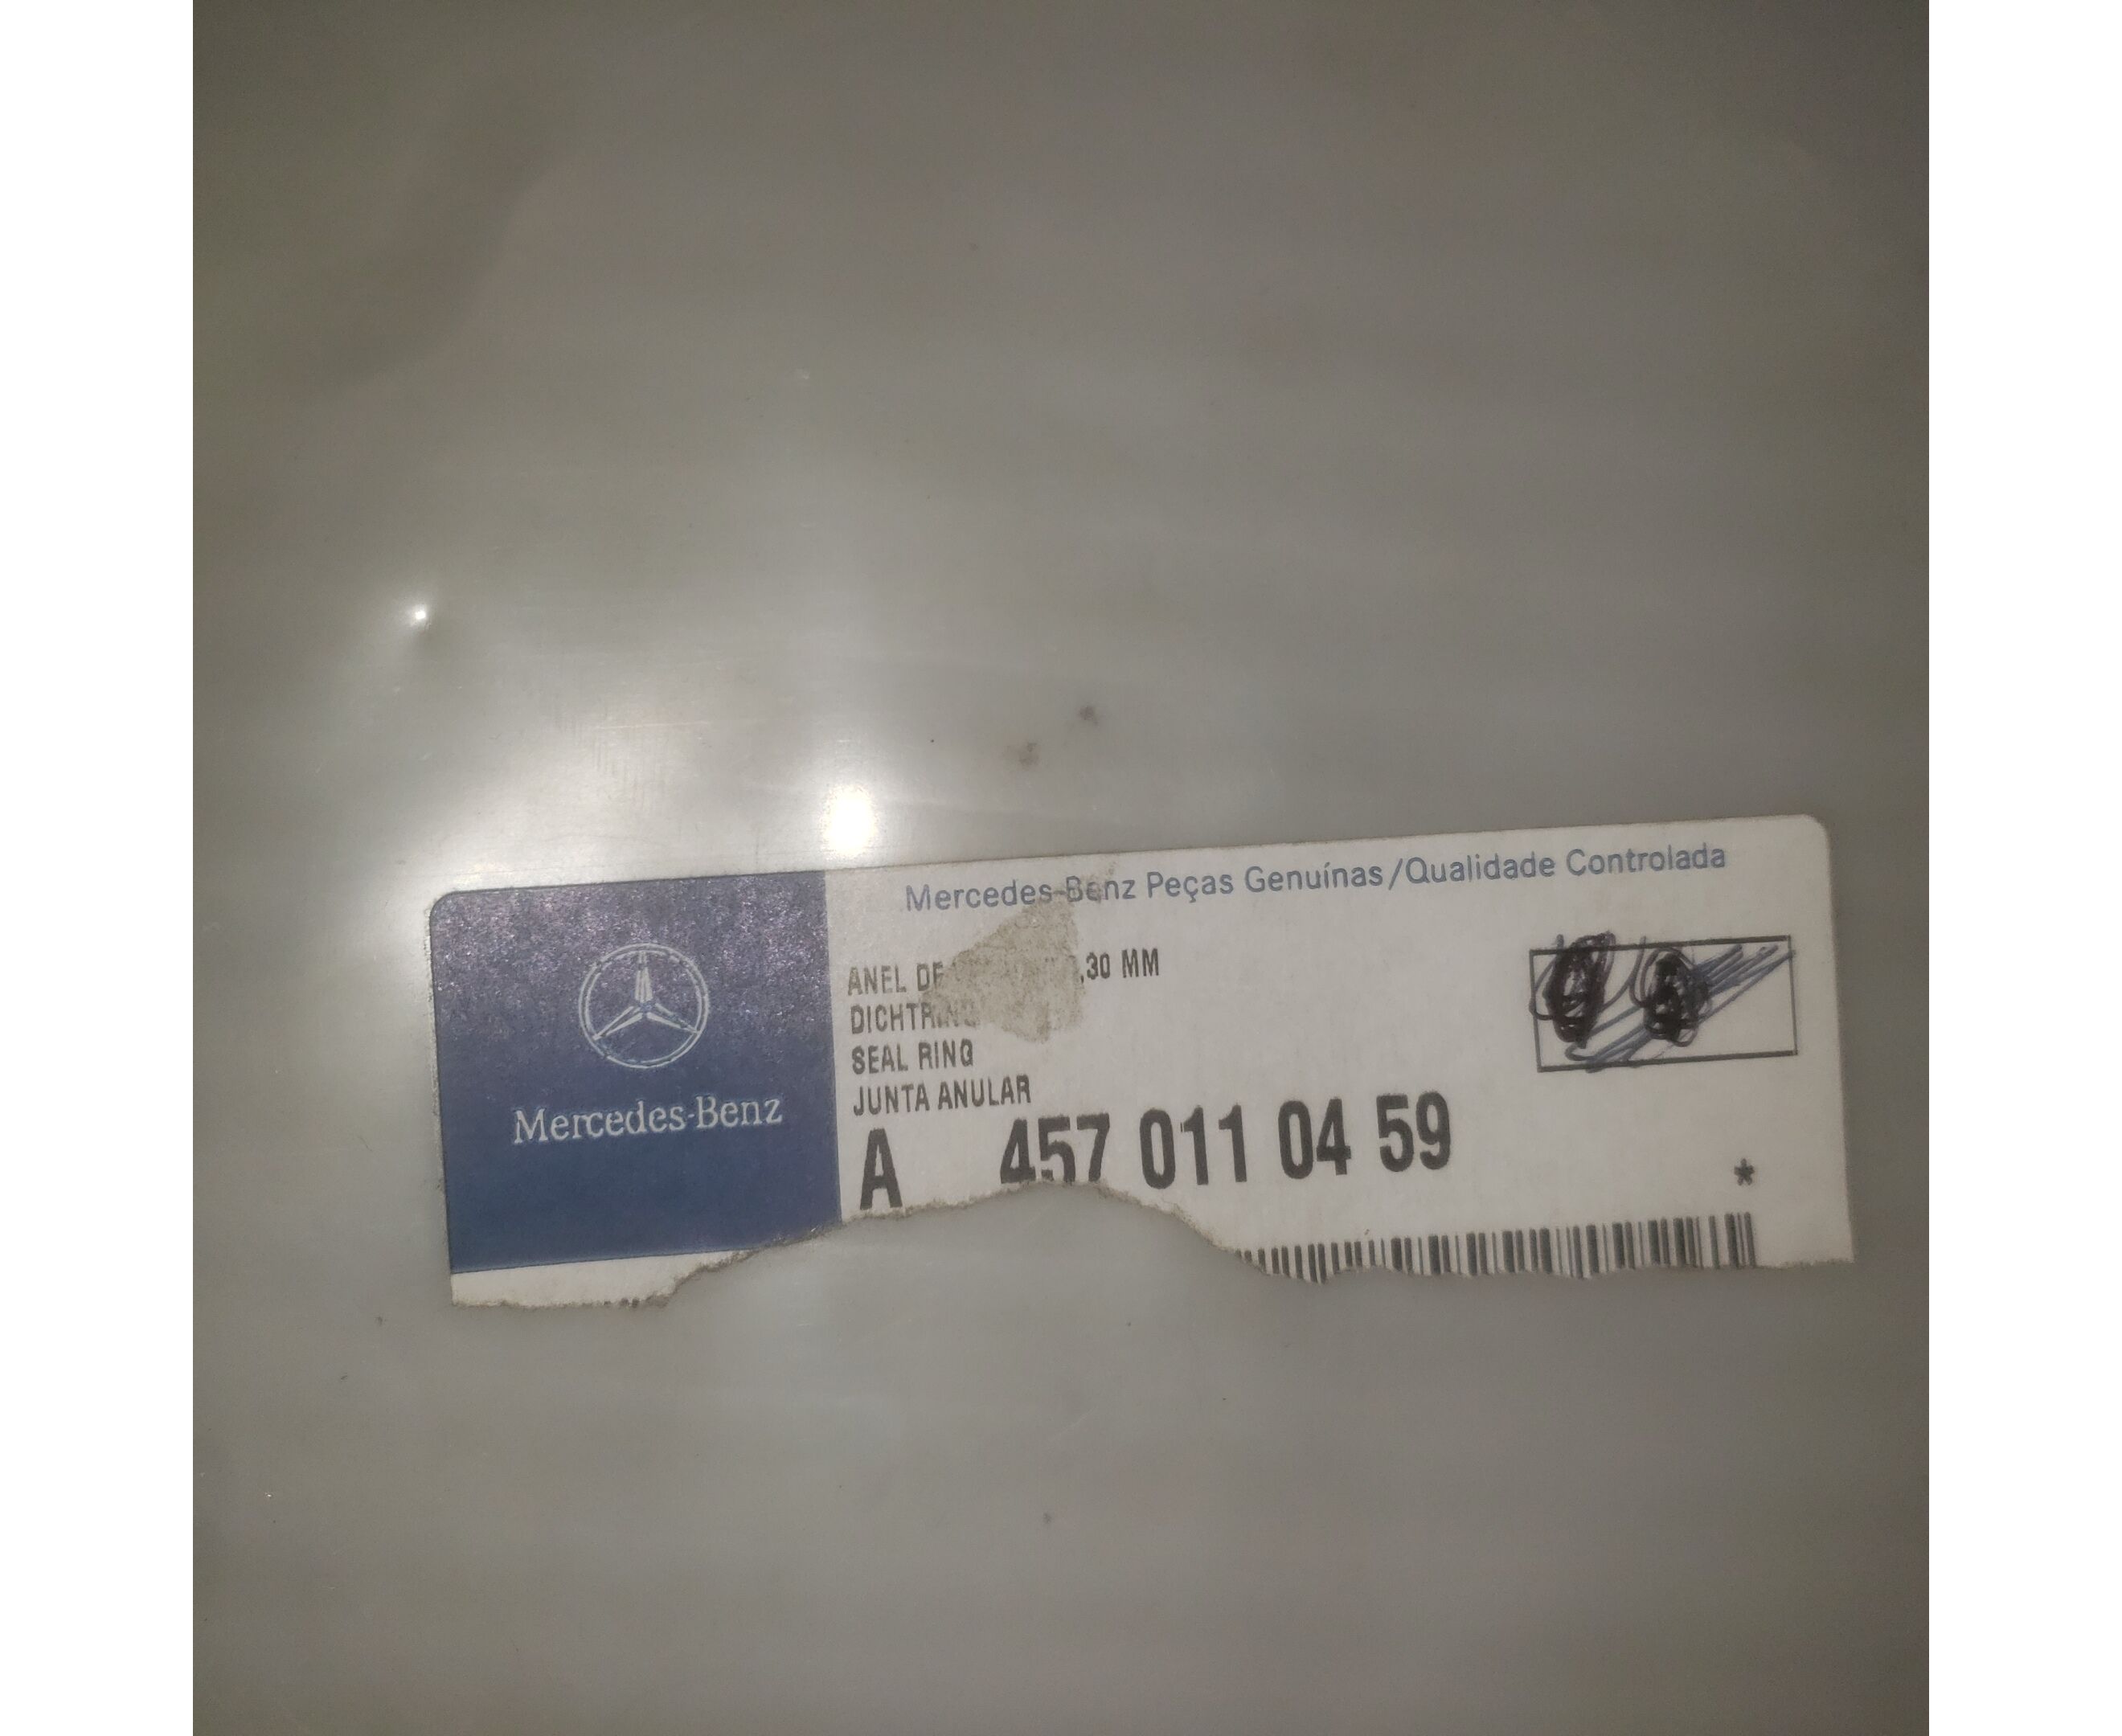 Mercedes-Benz Peças Genuínas/Qualidade Controlada
ANEL DE ,30 MM
DICHTRING
SEAL RING
JUNTA ANULAR
Mercedes-Benz
A 457 011 04 59
*